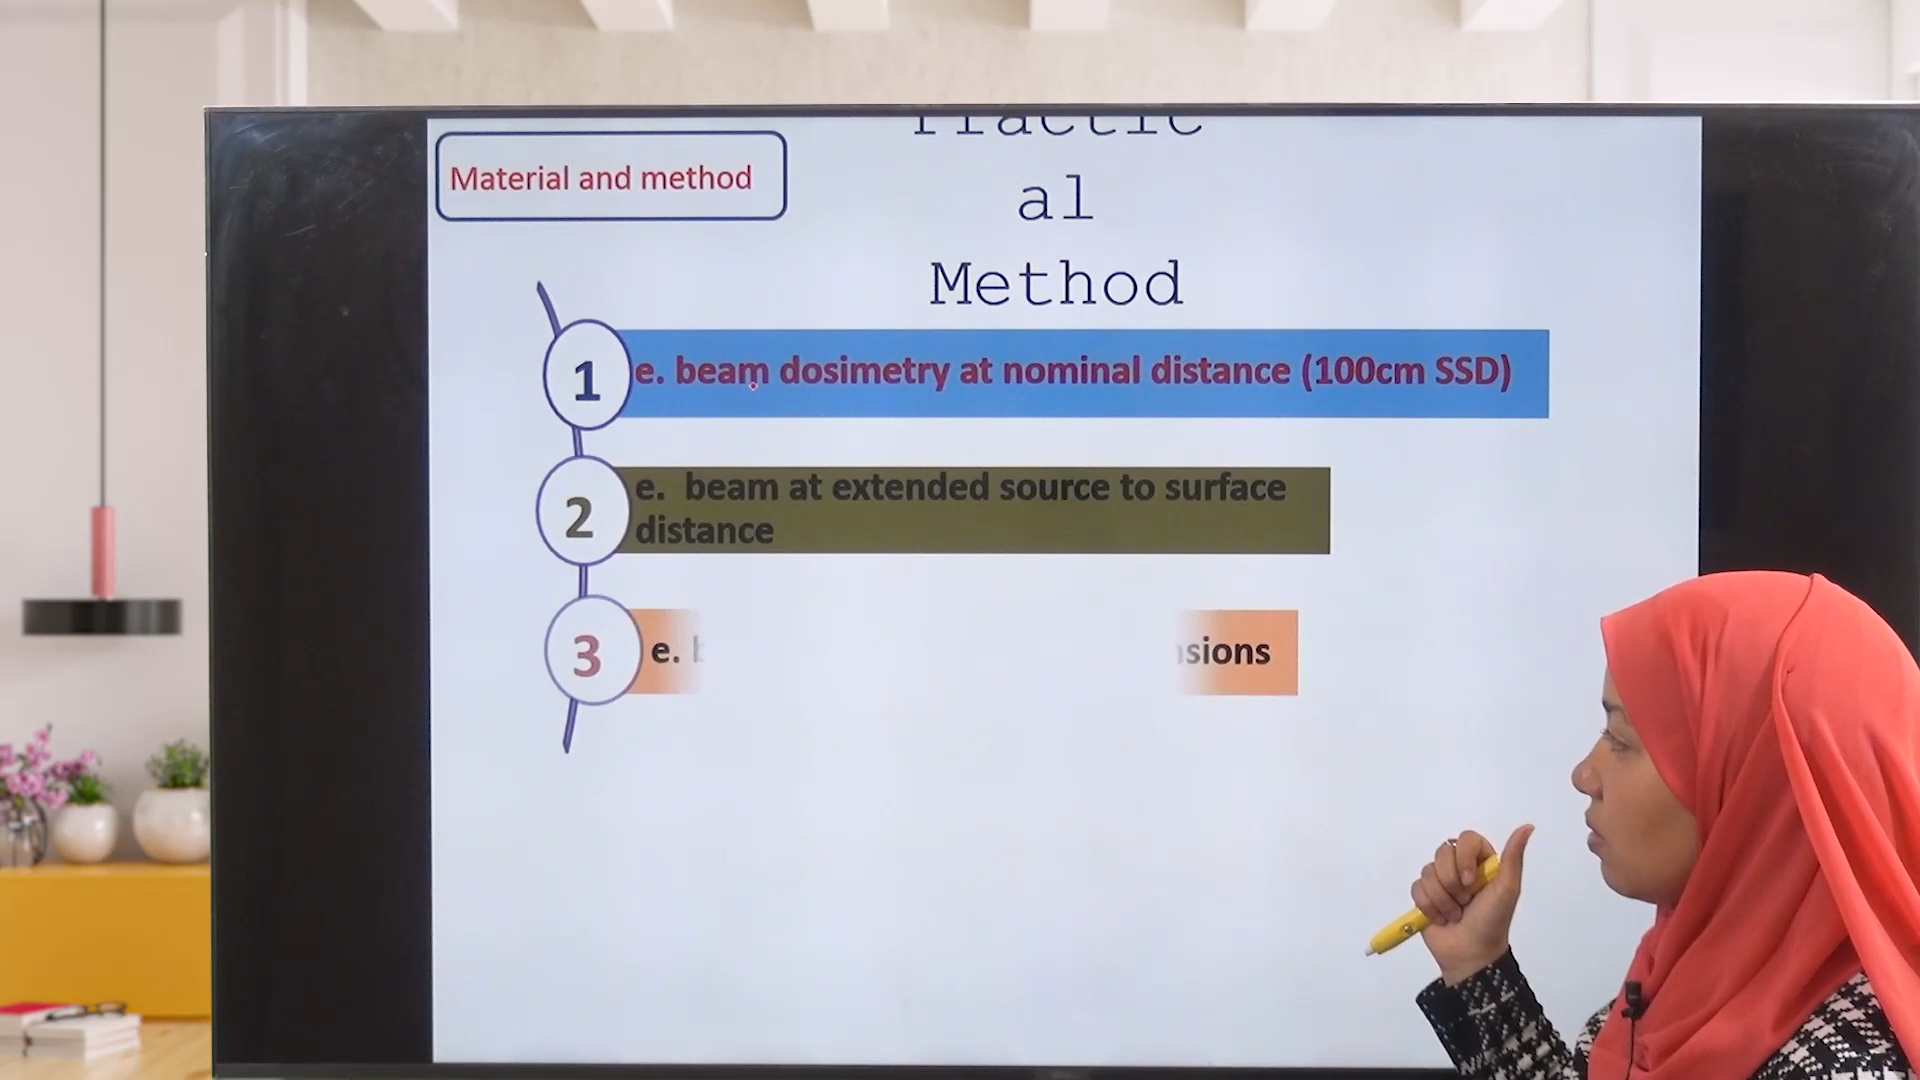 Material and method
Practic
al
Method
1
e. beam dosimetry at nominal distance (100cm SSD)
2
e. beam at extended source to surface
distance
3
e.